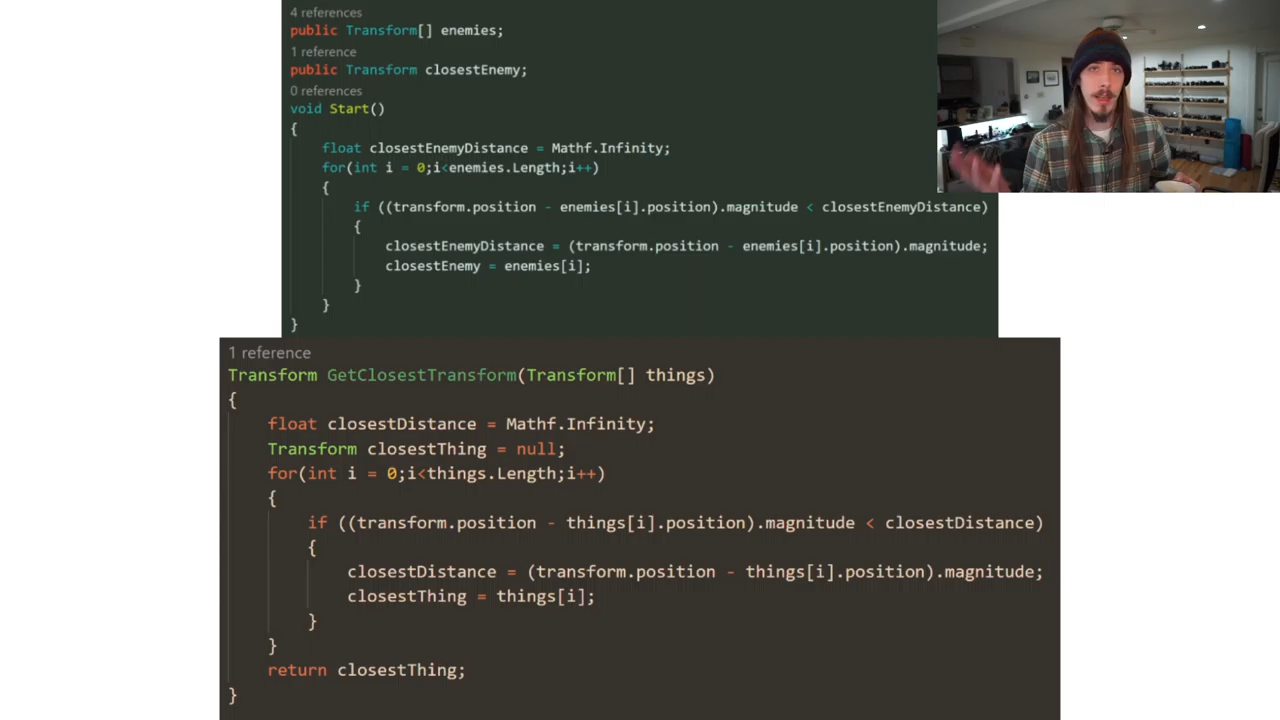 4 references
public Transform[] enemies;
1 reference
public Transform closestEnemy;
0 references
void Start()
{
float closestEnemyDistance = Mathf.Infinity;
for(int i = 0;i<enemies.Length;i++)
{
if ((transform.position - enemies[i].position).magnitude < closestEnemyDistance)
{
closestEnemyDistance = (transform.position - enemies[i].position).magnitude;
closestEnemy = enemies[i];
}
}
}
1 reference
Transform GetClosestTransform(Transform[] things)
{
float closestDistance = Mathf.Infinity;
Transform closestThing = null;
for(int i = 0;i<things.Length;i++)
{
if ((transform.position - things[i].position).magnitude < closestDistance)
{
closestDistance = (transform.position - things[i].position).magnitude;
closestThing = things[i];
}
}
return closestThing;
}